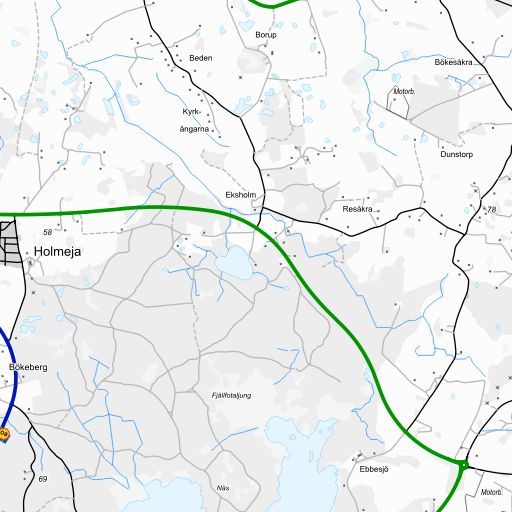 Borup
Beden
Bökesåkra
Motorb.
Kyrk-
ängarna
Dunstorp
Eksholm
Resåkra
78
58
Holmeja
Bökeberg
Fjällfotaljung
Ebbesjö
69
Näs
Motorb.